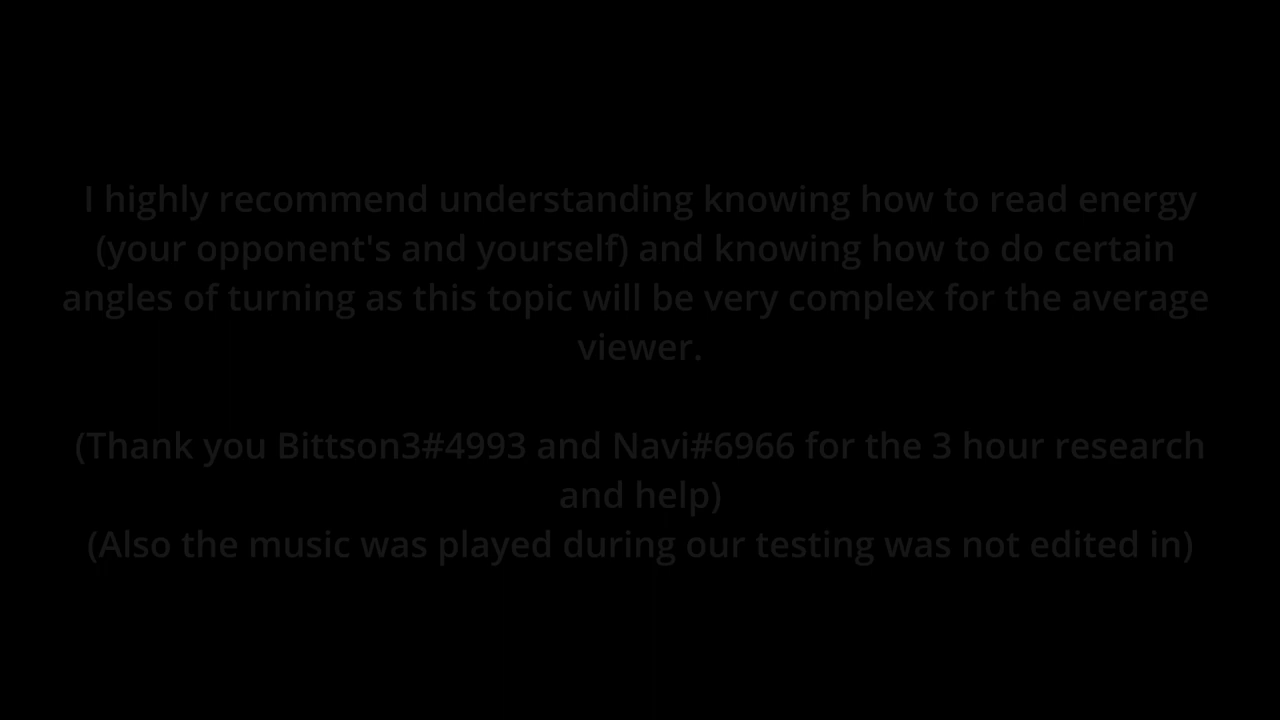 I highly recommend understanding knowing how to read energy
(your opponent's and yourself) and knowing how to do certain
angles of turning as this topic will be very complex for the average
viewer.
(Thank you Bittson3#4993 and Navi#6966 for the 3 hour research
and help)
(Also the music was played during our testing was not edited in)